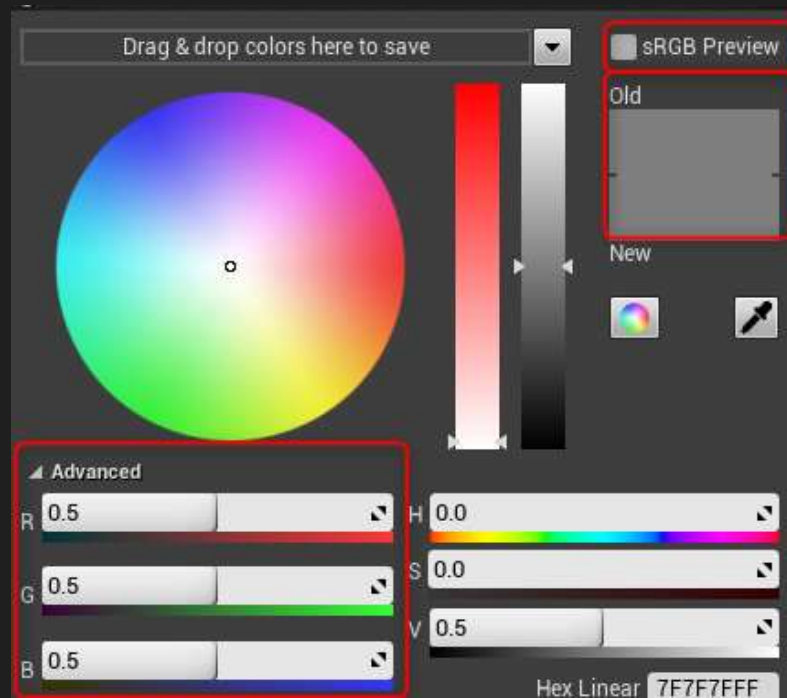 Drag & drop colors here to save
sRGB Preview
Old
New
Advanced
R 0.5
G 0.5
B 0.5
H 0.0
S 0.0
V 0.5
Hex Linear 7F7F7FFF